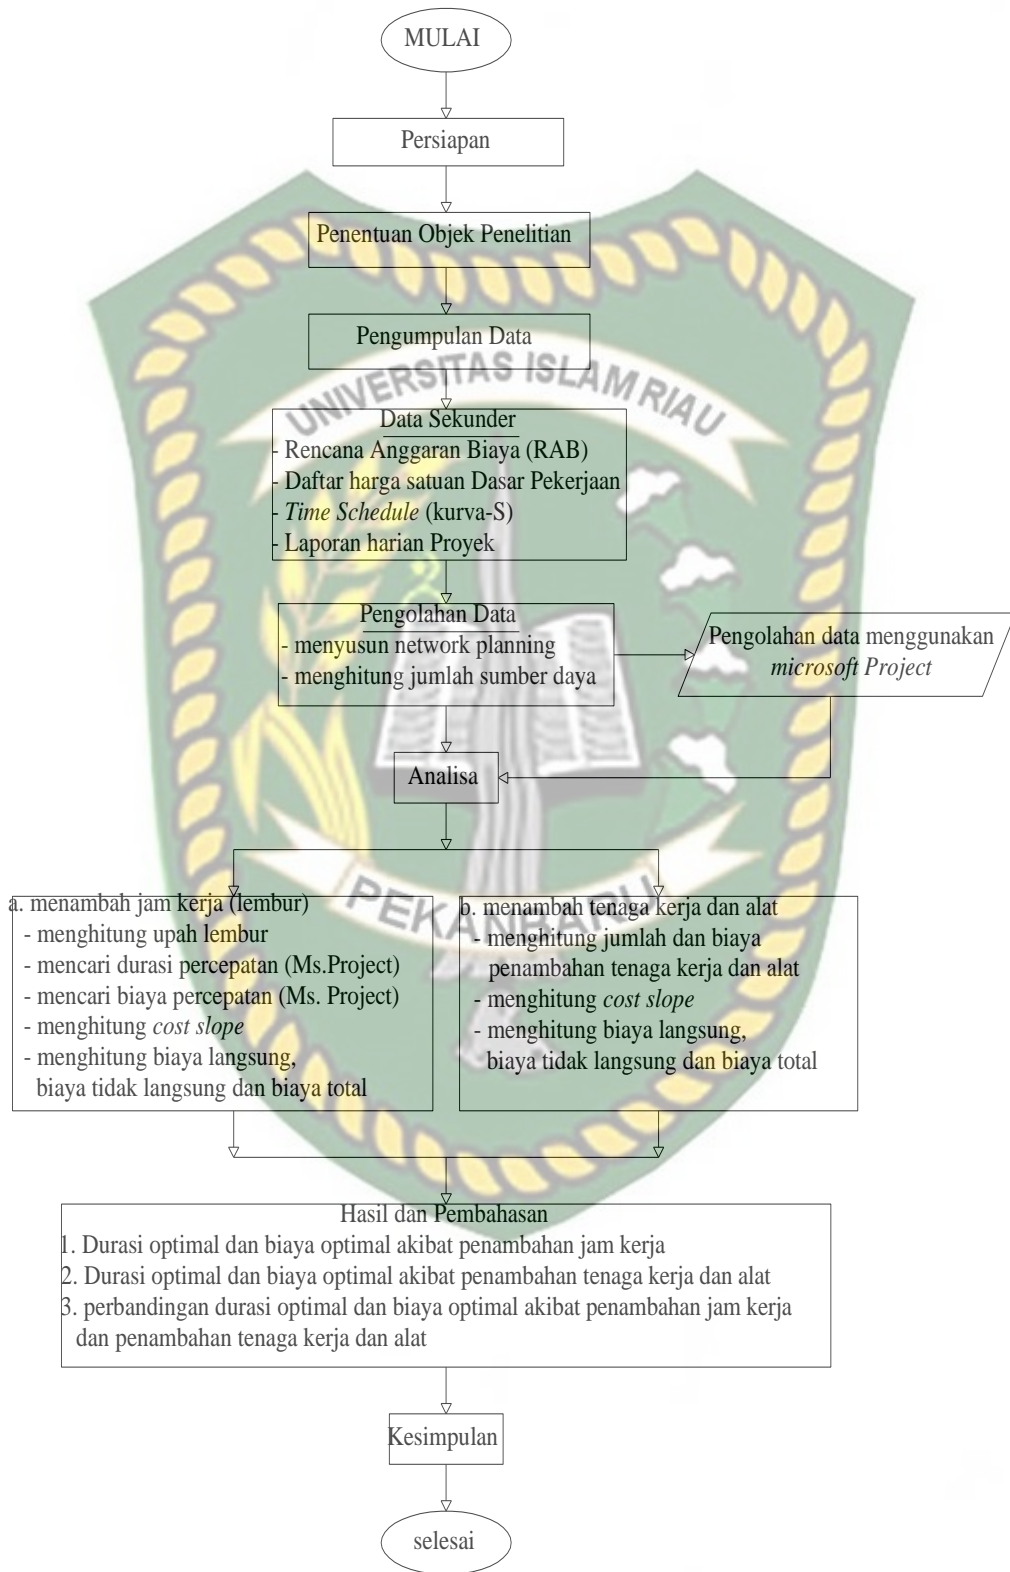 MULAI
Persiapan
Penentuan Objek Penelitian
Pengumpulan Data
UNIVERSITAS ISLAM RIAU
Data Sekunder
- Rencana Anggaran Biaya (RAB)
- Daftar harga satuan Dasar Pekerjaan
- Time Schedule (kurva-S)
- Laporan harian Proyek
Pengolahan Data
- menyusun network planning
- menghitung jumlah sumber daya
Pengolahan data menggunakan
microsoft Project
Analisa
PEKANBARU
a. menambah jam kerja (lembur)
- menghitung upah lembur
- mencari durasi percepatan (Ms.Project)
- mencari biaya percepatan (Ms. Project)
- menghitung cost slope
- menghitung biaya langsung,
biaya tidak langsung dan biaya total
b. menambah tenaga kerja dan alat
- menghitung jumlah dan biaya
penambahan tenaga kerja dan alat
- menghitung cost slope
- menghitung biaya langsung,
biaya tidak langsung dan biaya total
Hasil dan Pembahasan
1. Durasi optimal dan biaya optimal akibat penambahan jam kerja
2. Durasi optimal dan biaya optimal akibat penambahan tenaga kerja dan alat
3. perbandingan durasi optimal dan biaya optimal akibat penambahan jam kerja
dan penambahan tenaga kerja dan alat
Kesimpulan
selesai